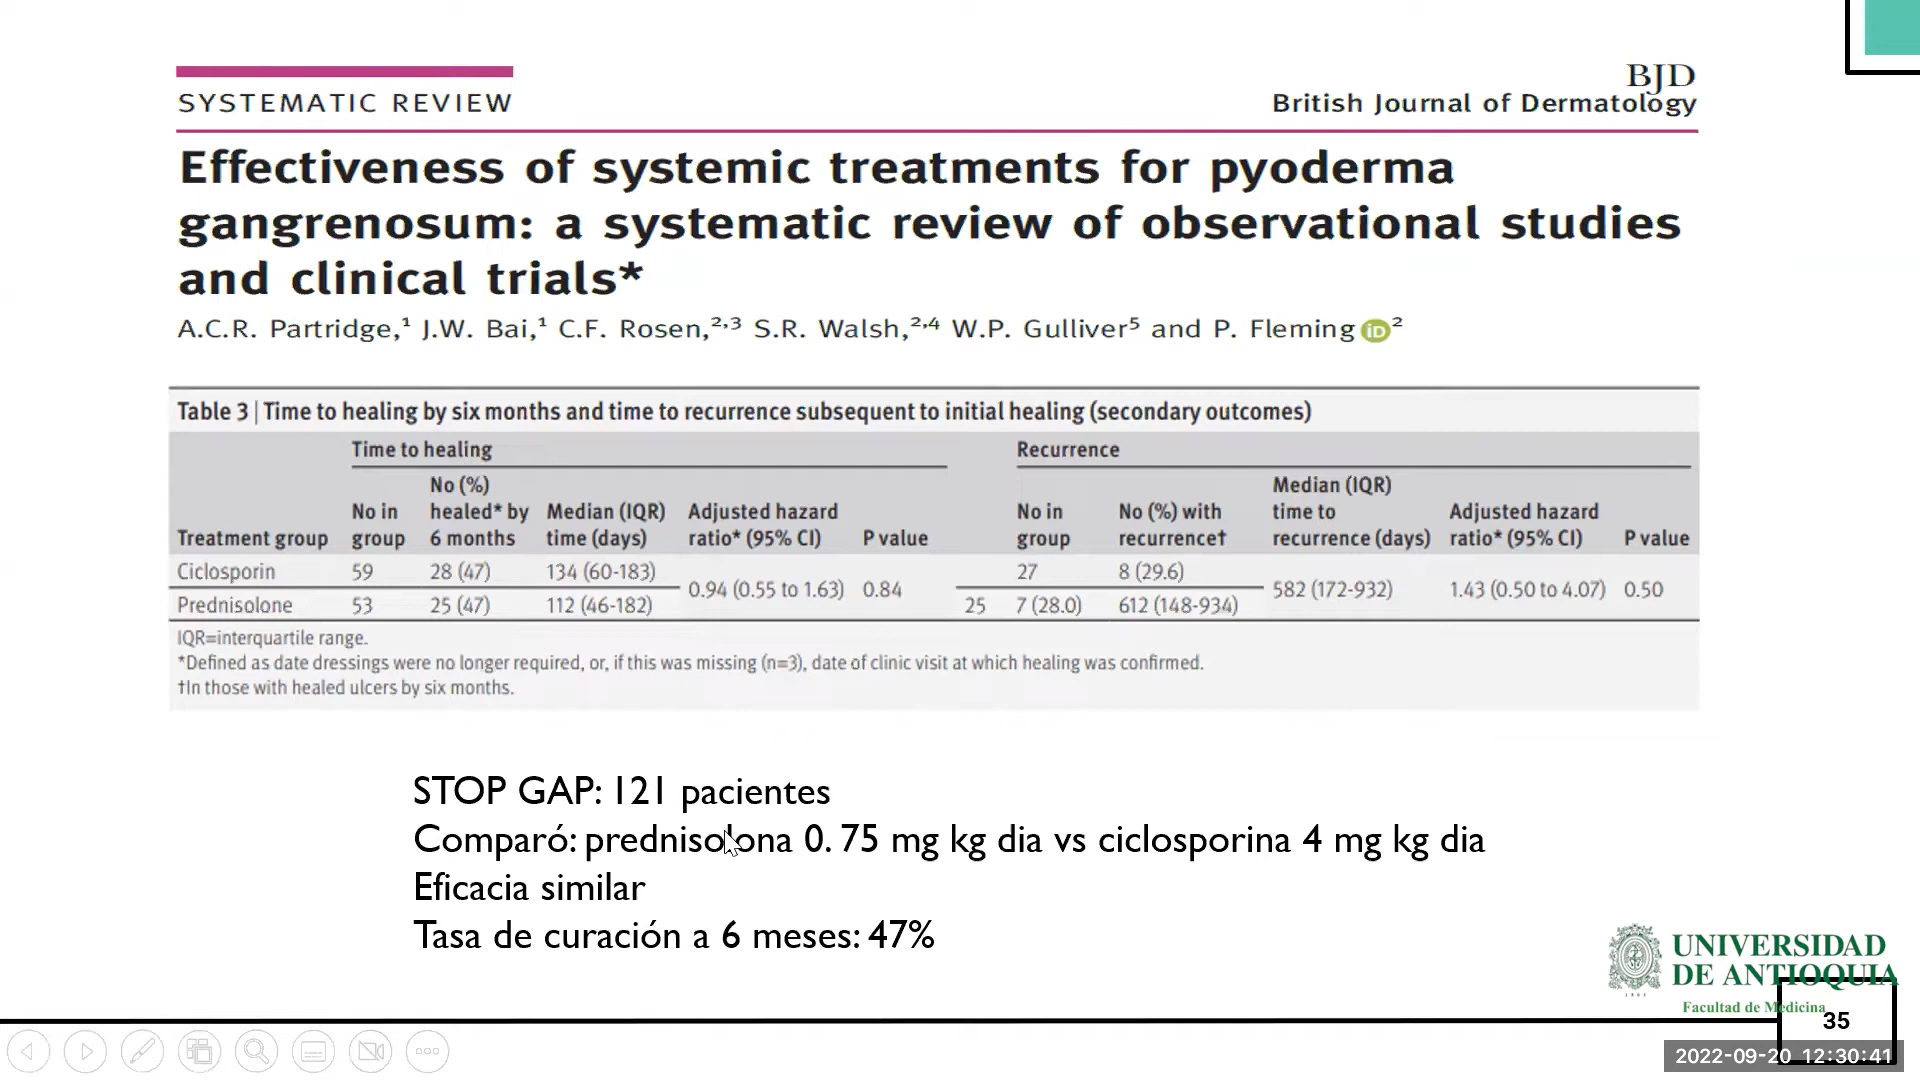 SYSTEMATIC REVIEW
BJD
British Journal of Dermatology
Effectiveness of systemic treatments for pyoderma
gangrenosum: a systematic review of observational studies
and clinical trials*
A.C.R. Partridge,¹ J.W. Bai,¹ C.F. Rosen,²,³ S.R. Walsh,²,⁴ W.P. Gulliver⁵ and P. Fleming iD ²
Table 3 | Time to healing by six months and time to recurrence subsequent to initial healing (secondary outcomes)
Time to healing Recurrence
No (%) Median (IQR)
No in healed* by Median (IQR) Adjusted hazard No in No (%) with time to Adjusted hazard
Treatment group group 6 months time (days) ratio* (95% CI) P value group recurrence† recurrence (days) ratio* (95% CI) P value
Ciclosporin 59 28 (47) 134 (60-183) 27 8 (29.6)
0.94 (0.55 to 1.63) 0.84 582 (172-932) 1.43 (0.50 to 4.07) 0.50
Prednisolone 53 25 (47) 112 (46-182) 25 7 (28.0) 612 (148-934)
IQR=interquartile range.
*Defined as date dressings were no longer required, or, if this was missing (n=3), date of clinic visit at which healing was confirmed.
†In those with healed ulcers by six months.
STOP GAP: 121 pacientes
Comparó: prednisolona 0. 75 mg kg dia vs ciclosporina 4 mg kg dia
Eficacia similar
Tasa de curación a 6 meses: 47%
UNIVERSIDAD
DE ANTIOQUIA
Facultad de Medicina
35
2022-09-20 12:30:41